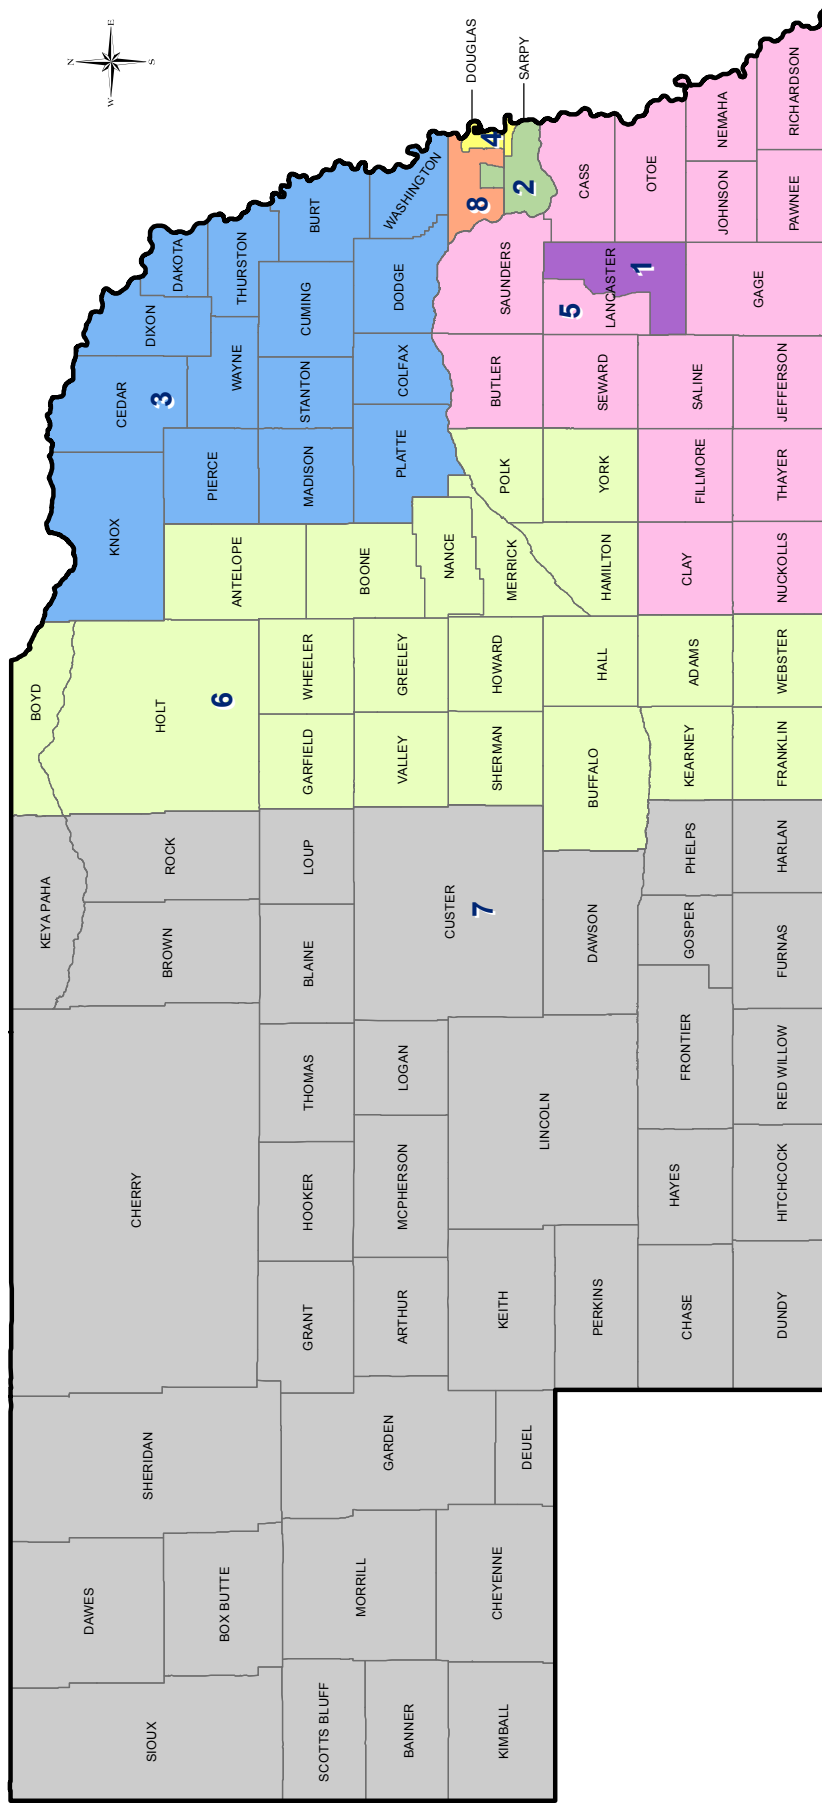 N
W
E
S
BOYD
KEYA PAHA
DAWES
SHERIDAN
CHERRY
BROWN
ROCK
HOLT
6
KNOX
CEDAR
3
DIXON
DAKOTA
SIOUX
BOX BUTTE
ANTELOPE
PIERCE
WAYNE
THURSTON
SCOTTS BLUFF
MORRILL
GARDEN
GRANT
HOOKER
THOMAS
BLAINE
LOUP
GARFIELD
WHEELER
BOONE
MADISON
STANTON
CUMING
BURT
BANNER
ARTHUR
MCPHERSON
LOGAN
CUSTER
7
VALLEY
GREELEY
NANCE
PLATTE
COLFAX
DODGE
WASHINGTON
KIMBALL
CHEYENNE
DEUEL
KEITH
LINCOLN
SHERMAN
HOWARD
MERRICK
POLK
BUTLER
SAUNDERS
8
4
DOUGLAS
2
SARPY
PERKINS
DAWSON
BUFFALO
HALL
HAMILTON
YORK
SEWARD
5
LANCASTER
1
CASS
OTOE
CHASE
HAYES
FRONTIER
GOSPER
PHELPS
KEARNEY
ADAMS
CLAY
FILLMORE
SALINE
GAGE
JOHNSON
NEMAHA
DUNDY
HITCHCOCK
RED WILLOW
FURNAS
HARLAN
FRANKLIN
WEBSTER
NUCKOLLS
THAYER
JEFFERSON
PAWNEE
RICHARDSON